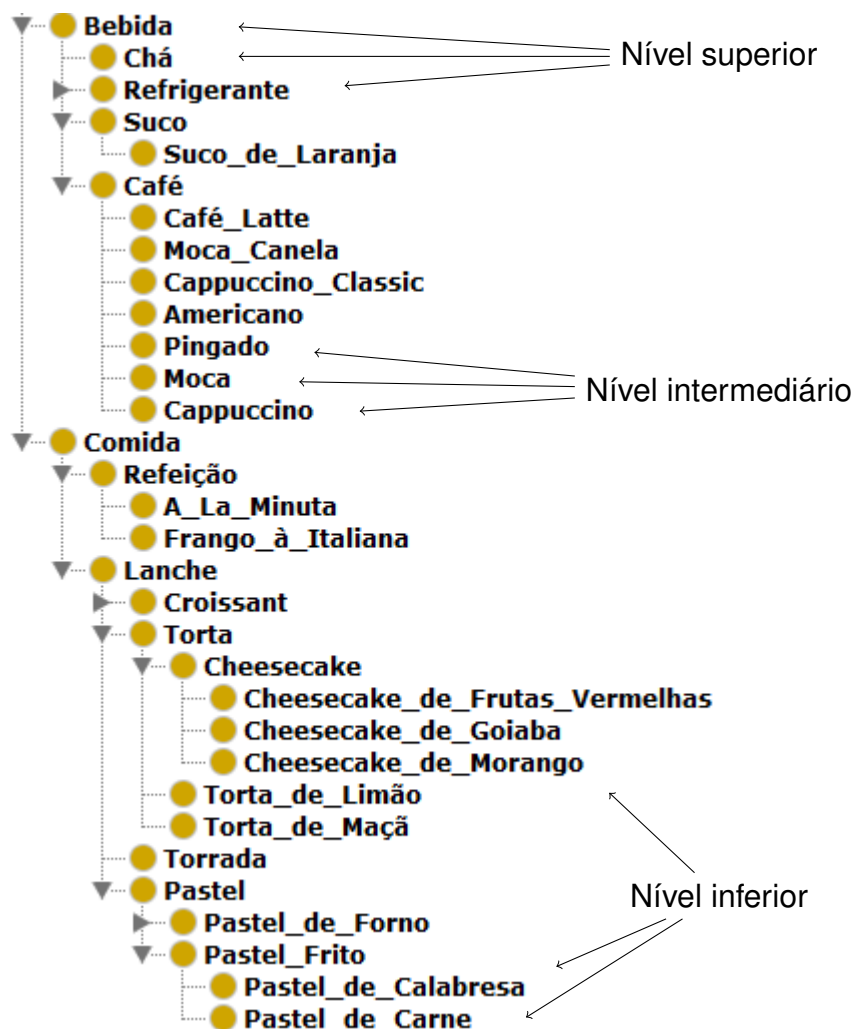 Bebida
Nível superior
Chá
Refrigerante
Suco
Suco_de_Laranja
Café
Café_Latte
Moca_Canela
Cappuccino_Classic
Americano
Pingado
Moca
Nível intermediário
Cappuccino
Comida
Refeição
A_La_Minuta
Frango_à_Italiana
Lanche
Croissant
Torta
Cheesecake
Cheesecake_de_Frutas_Vermelhas
Cheesecake_de_Goiaba
Cheesecake_de_Morango
Torta_de_Limão
Torta_de_Maçã
Torrada
Pastel
Nível inferior
Pastel_de_Forno
Pastel_Frito
Pastel_de_Calabresa
Pastel_de_Carne